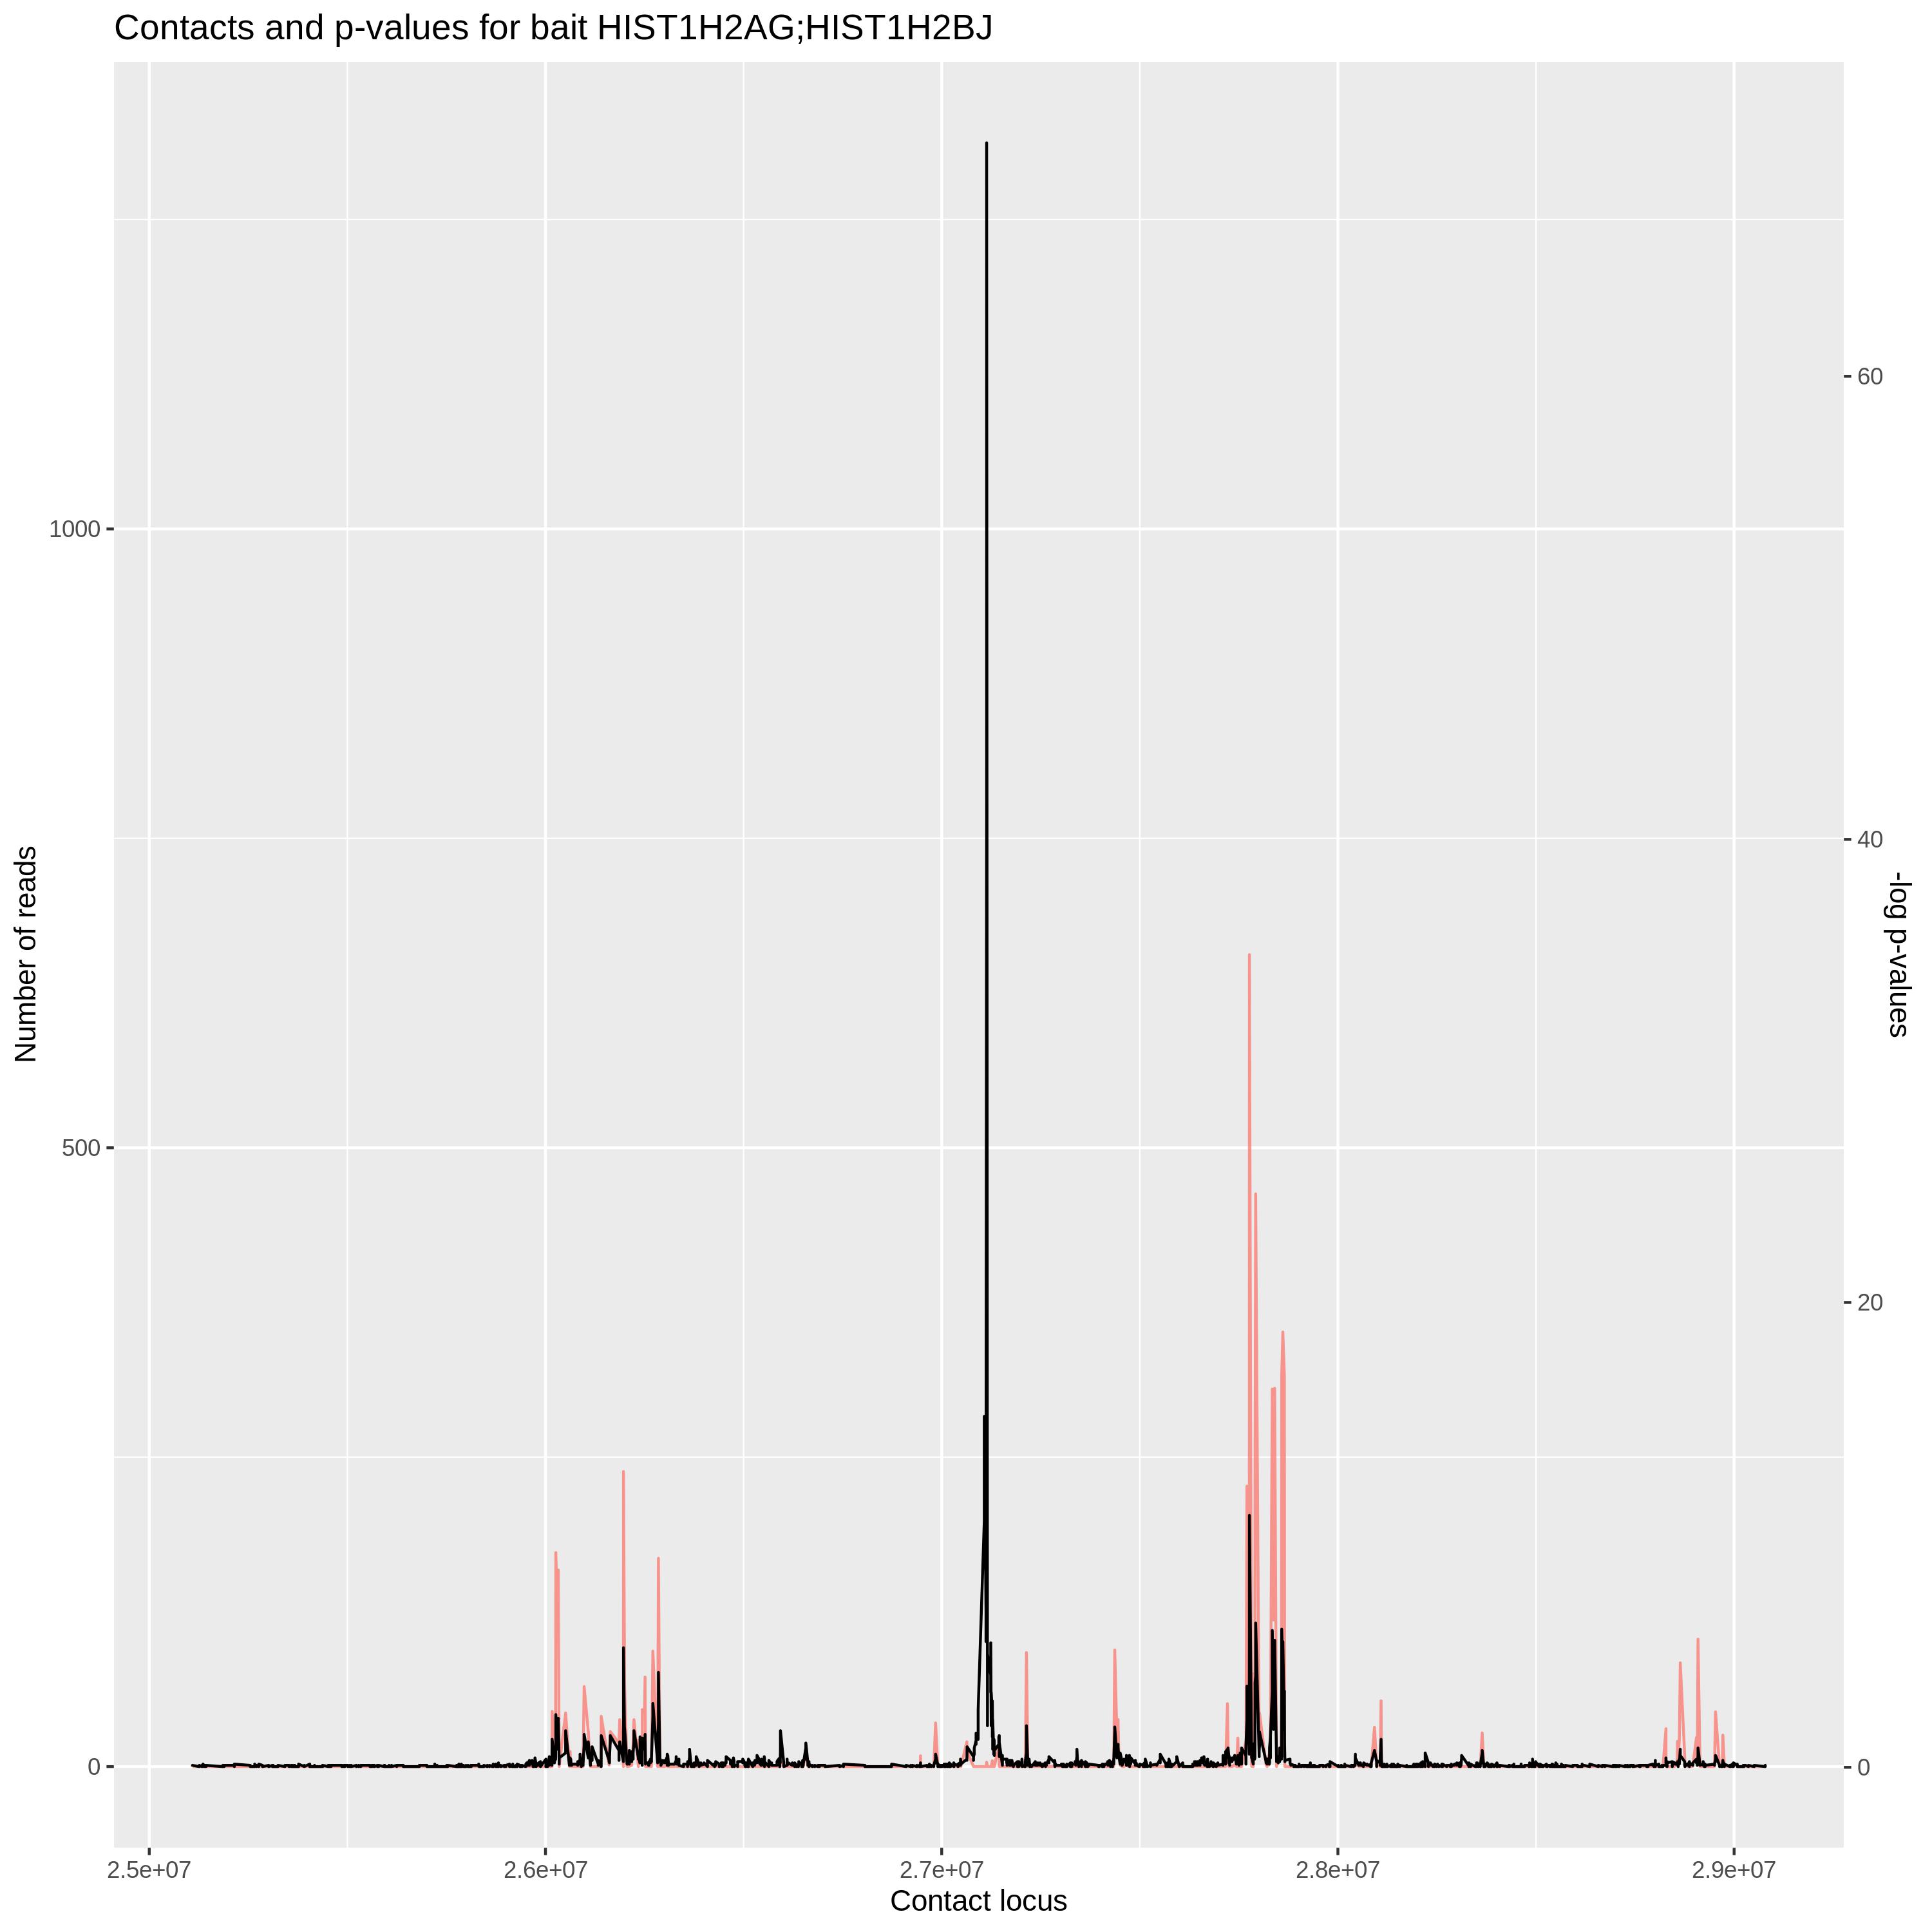 Contacts and p-values for bait HIST1H2AG;HIST1H2BJ
Number of reads
1000
500
0
60
40
20
0
-log p-values
2.5e+07 2.6e+07 2.7e+07 2.8e+07 2.9e+07
Contact locus